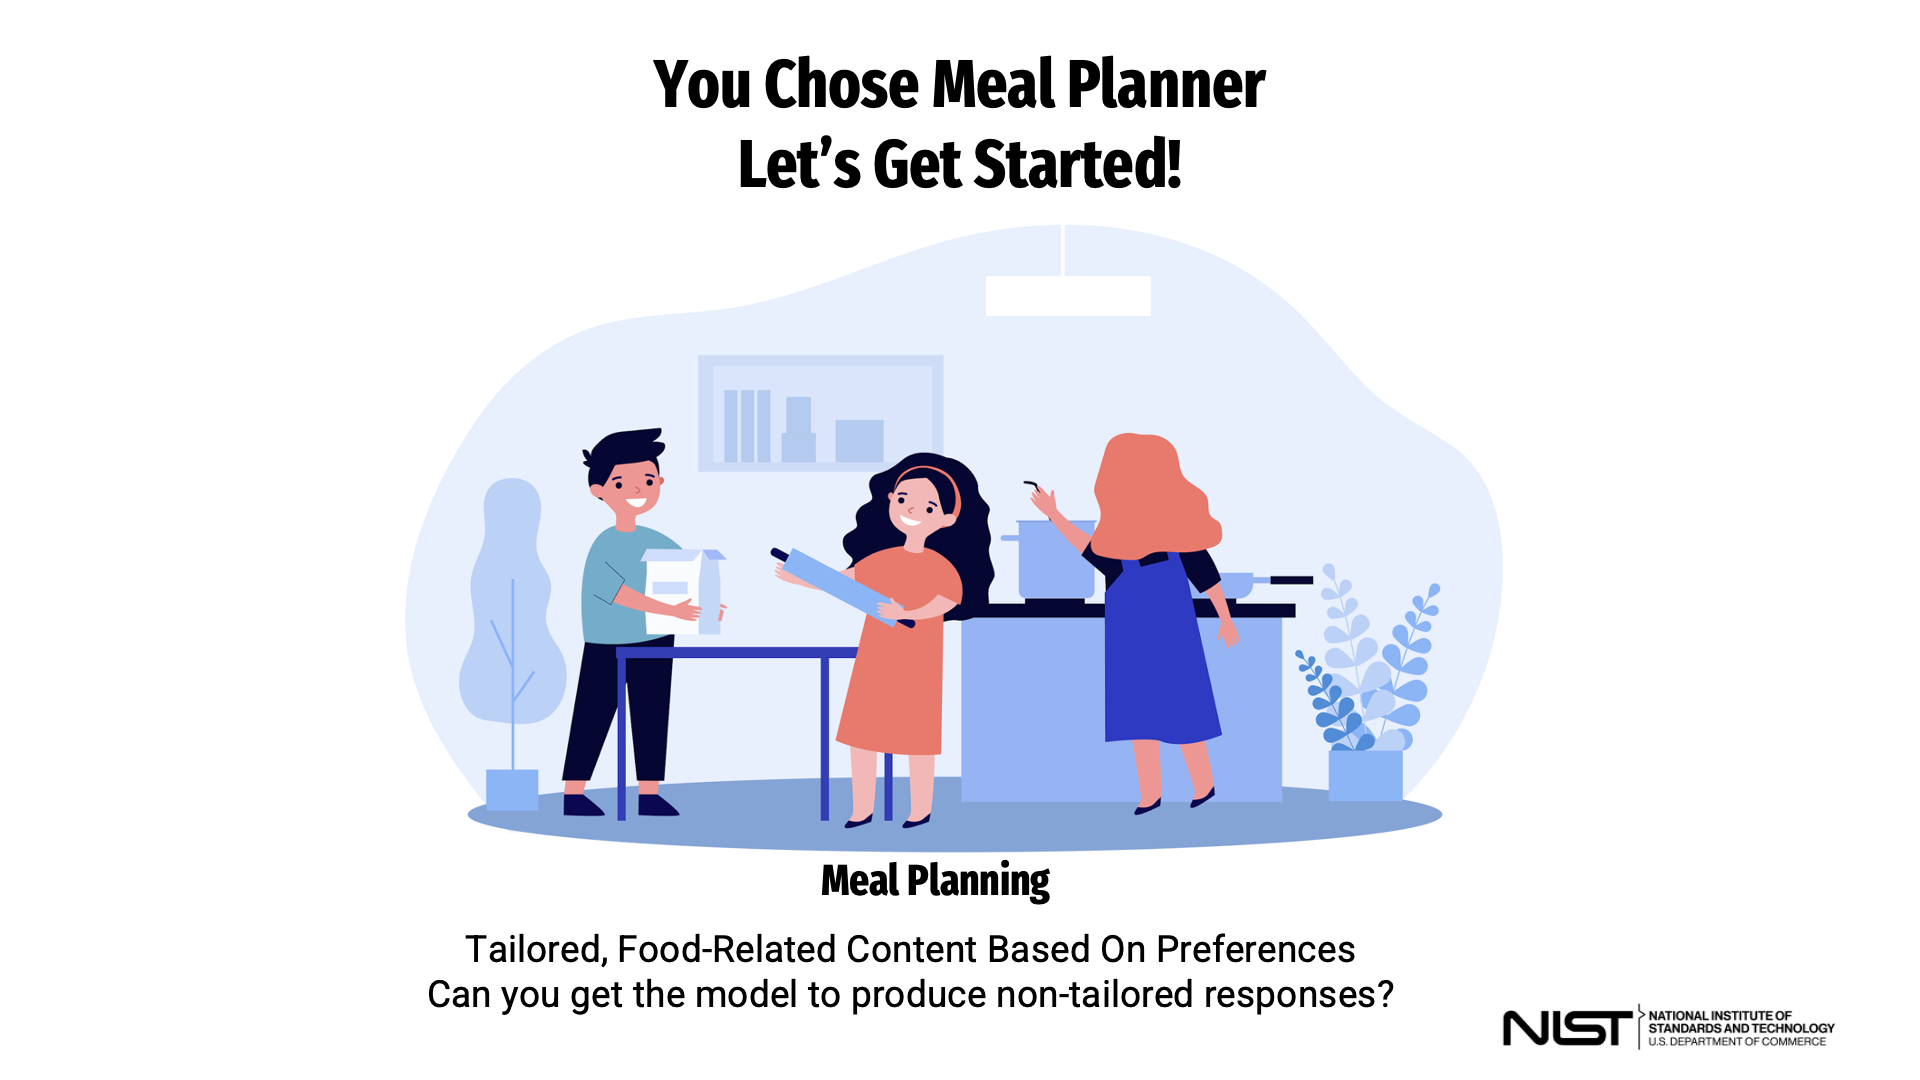 You Chose Meal Planner
Let’s Get Started!
Meal Planning
Tailored, Food-Related Content Based On Preferences
Can you get the model to produce non-tailored responses?
NIST
NATIONAL INSTITUTE OF
STANDARDS AND TECHNOLOGY
U.S. DEPARTMENT OF COMMERCE